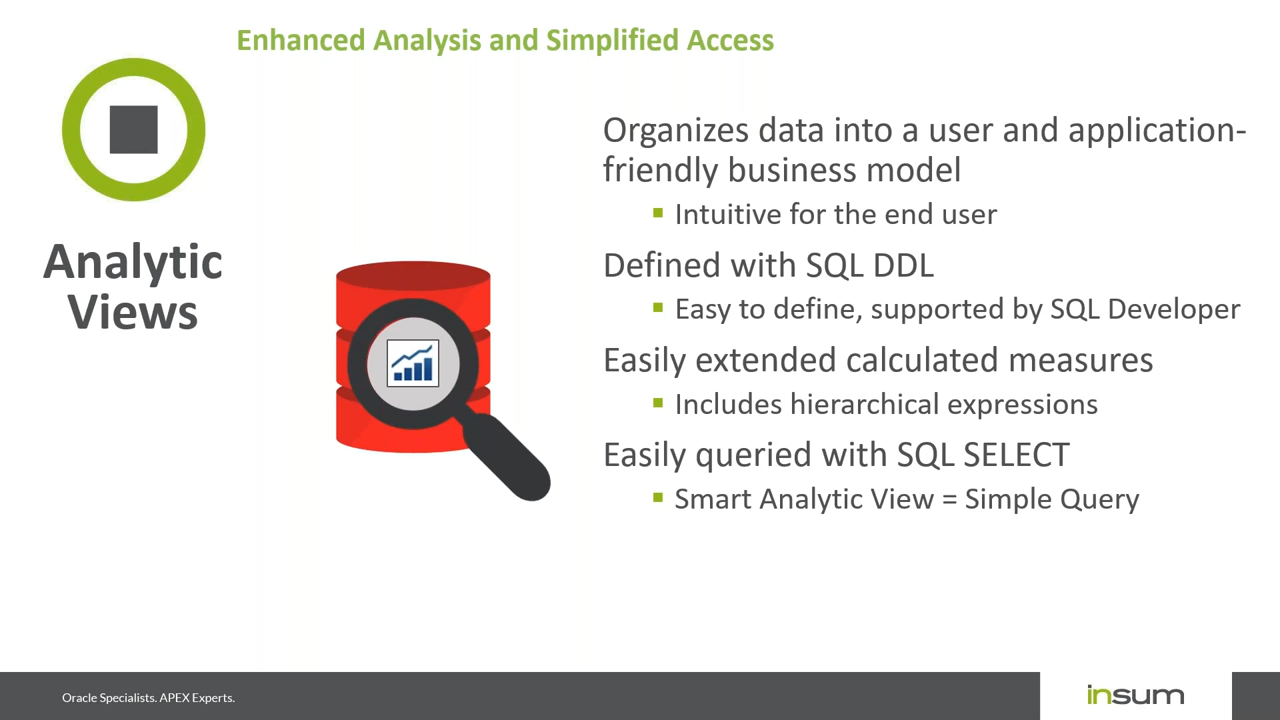 Enhanced Analysis and Simplified Access
Analytic
Views
Organizes data into a user and application-
friendly business model
Intuitive for the end user
Defined with SQL DDL
Easy to define, supported by SQL Developer
Easily extended calculated measures
Includes hierarchical expressions
Easily queried with SQL SELECT
Smart Analytic View = Simple Query
Oracle Specialists. APEX Experts.
insum